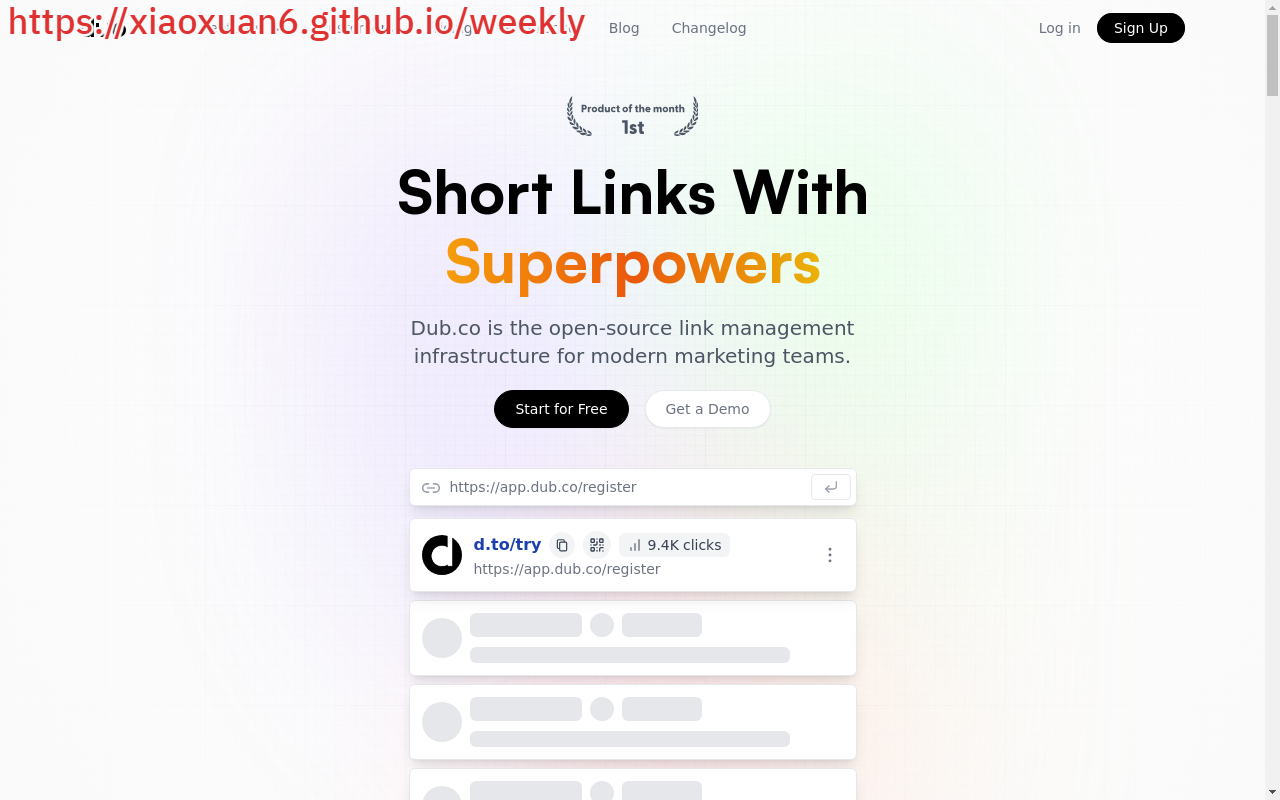 https://xiaoxuan6.github.io/weekly
Blog
Changelog
Log in
Sign Up
Product of the month
1st
Short Links With
Superpowers
Dub.co is the open-source link management
infrastructure for modern marketing teams.
Start for Free
Get a Demo
https://app.dub.co/register
d.to/try
9.4K clicks
https://app.dub.co/register